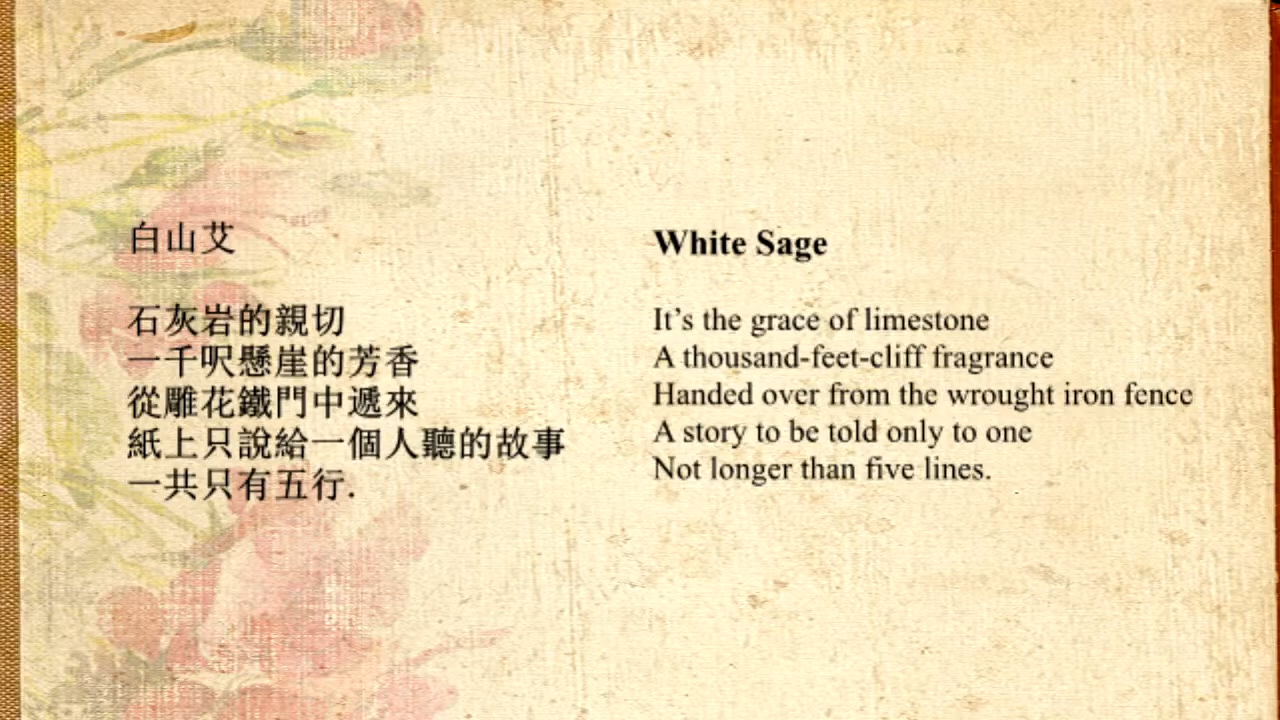 白山艾
石灰岩的親切
一千呎懸崖的芳香
從雕花鐵門中遞來
紙上只說給一個人聽的故事
一共只有五行.
White Sage
It’s the grace of limestone
A thousand-feet-cliff fragrance
Handed over from the wrought iron fence
A story to be told only to one
Not longer than five lines.